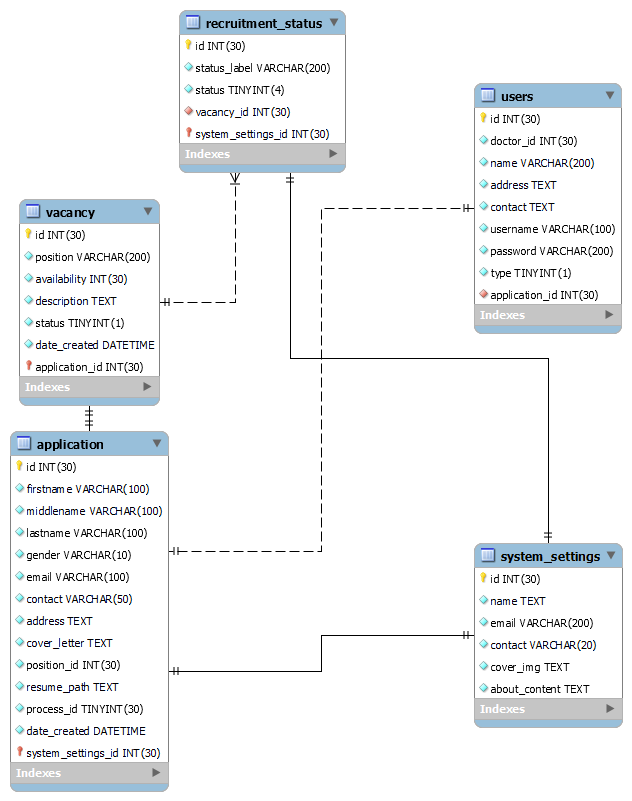 recruitment_status
id INT(30)
status_label VARCHAR(200)
status TINYINT(4)
vacancy_id INT(30)
system_settings_id INT(30)
Indexes
users
id INT(30)
doctor_id INT(30)
name VARCHAR(200)
address TEXT
contact TEXT
username VARCHAR(100)
password VARCHAR(200)
type TINYINT(1)
application_id INT(30)
Indexes
vacancy
id INT(30)
position VARCHAR(200)
availability INT(30)
description TEXT
status TINYINT(1)
date_created DATETIME
application_id INT(30)
Indexes
application
id INT(30)
firstname VARCHAR(100)
middlename VARCHAR(100)
lastname VARCHAR(100)
gender VARCHAR(10)
email VARCHAR(100)
contact VARCHAR(50)
address TEXT
cover_letter TEXT
position_id INT(30)
resume_path TEXT
process_id TINYINT(30)
date_created DATETIME
system_settings_id INT(30)
Indexes
system_settings
id INT(30)
name TEXT
email VARCHAR(200)
contact VARCHAR(20)
cover_img TEXT
about_content TEXT
Indexes